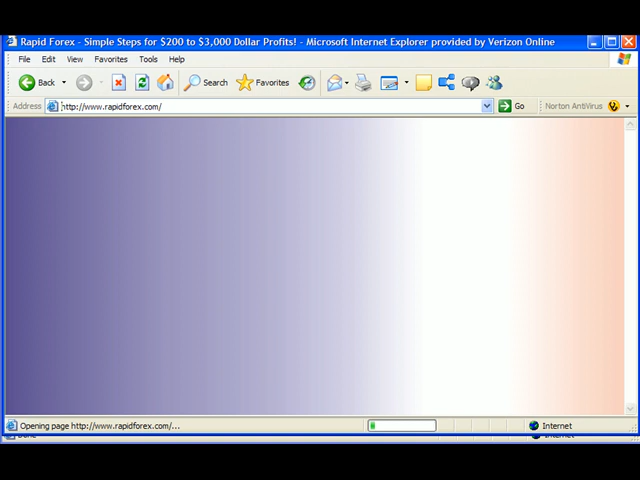 Rapid Forex - Simple Steps for $200 to $3,000 Dollar Profits! - Microsoft Internet Explorer provided by Verizon Online
File Edit View Favorites Tools Help
Back Search Favorites
Address http://www.rapidforex.com/ Go Norton AntiVirus
Opening page http://www.rapidforex.com/... Internet